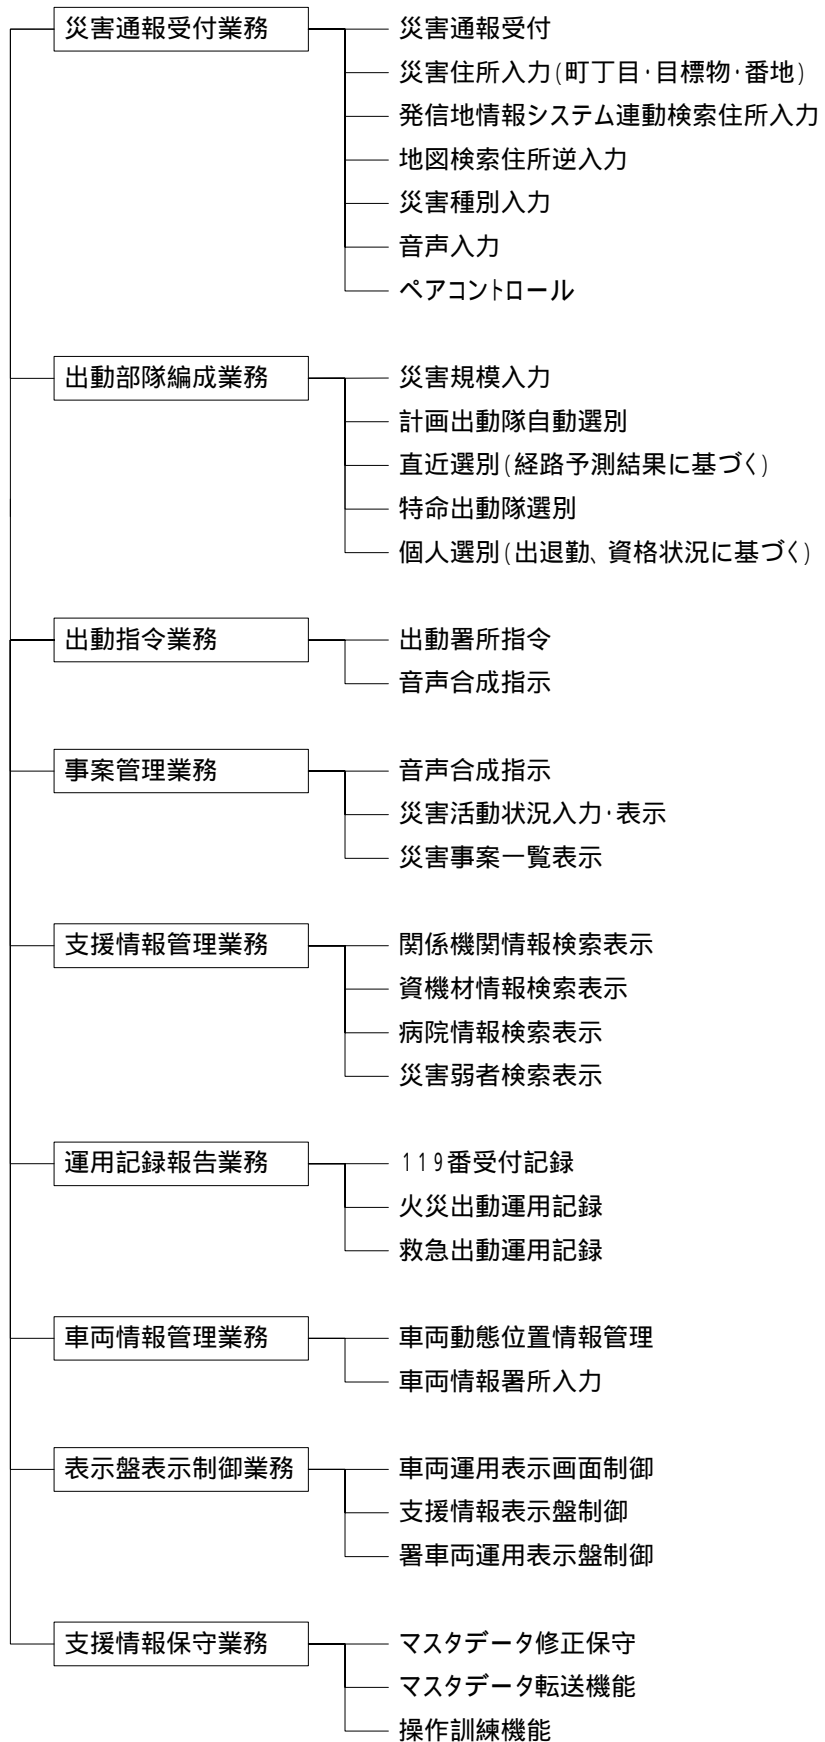 災害通報受付業務
災害通報受付
災害住所入力(町丁目･目標物･番地)
発信地情報システム連動検索住所入力
地図検索住所逆入力
災害種別入力
音声入力
ペアコントロール
出動部隊編成業務
災害規模入力
計画出動隊自動選別
直近選別(経路予測結果に基づく)
特命出動隊選別
個人選別(出退勤、資格状況に基づく)
出動指令業務
出動署所指令
音声合成指示
事案管理業務
音声合成指示
災害活動状況入力･表示
災害事案一覧表示
支援情報管理業務
関係機関情報検索表示
資機材情報検索表示
病院情報検索表示
災害弱者検索表示
運用記録報告業務
119番受付記録
火災出動運用記録
救急出動運用記録
車両情報管理業務
車両動態位置情報管理
車両情報署所入力
表示盤表示制御業務
車両運用表示画面制御
支援情報表示盤制御
署車両運用表示盤制御
支援情報保守業務
マスタデータ修正保守
マスタデータ転送機能
操作訓練機能